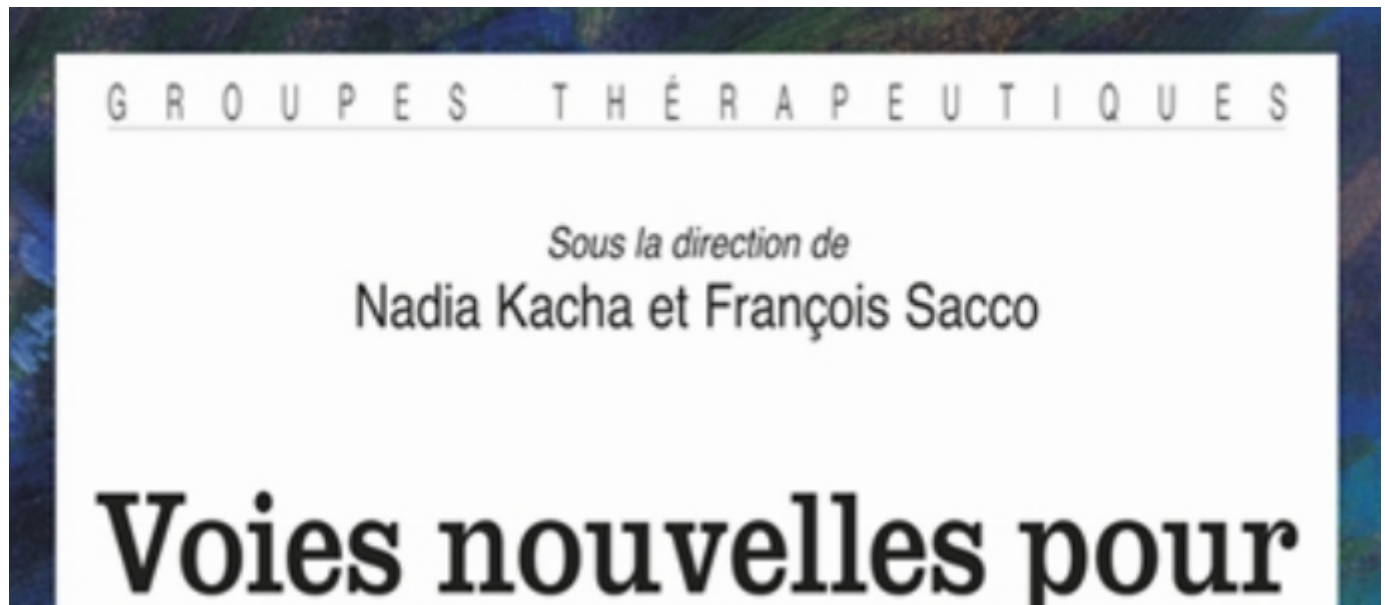 GROUPES THÉRAPEUTIQUES
Sous la direction de
Nadia Kacha et François Sacco
Voies nouvelles pour